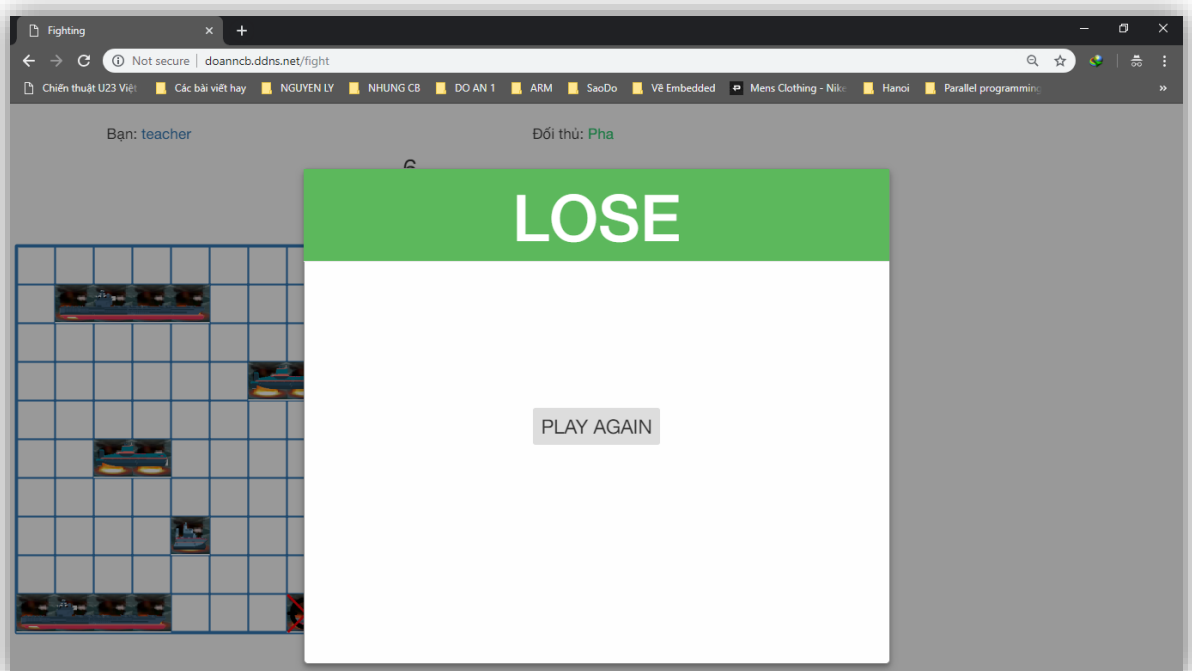 Fighting
Not secure | doanncb.ddns.net/fight
Chiến thuật U23 Việt Các bài viết hay NGUYEN LY NHUNG CB DO AN 1 ARM SaoDo Về Embedded Mens Clothing - Nike Hanoi Parallel programming
Bạn: teacher Đối thủ: Pha
6
LOSE
PLAY AGAIN